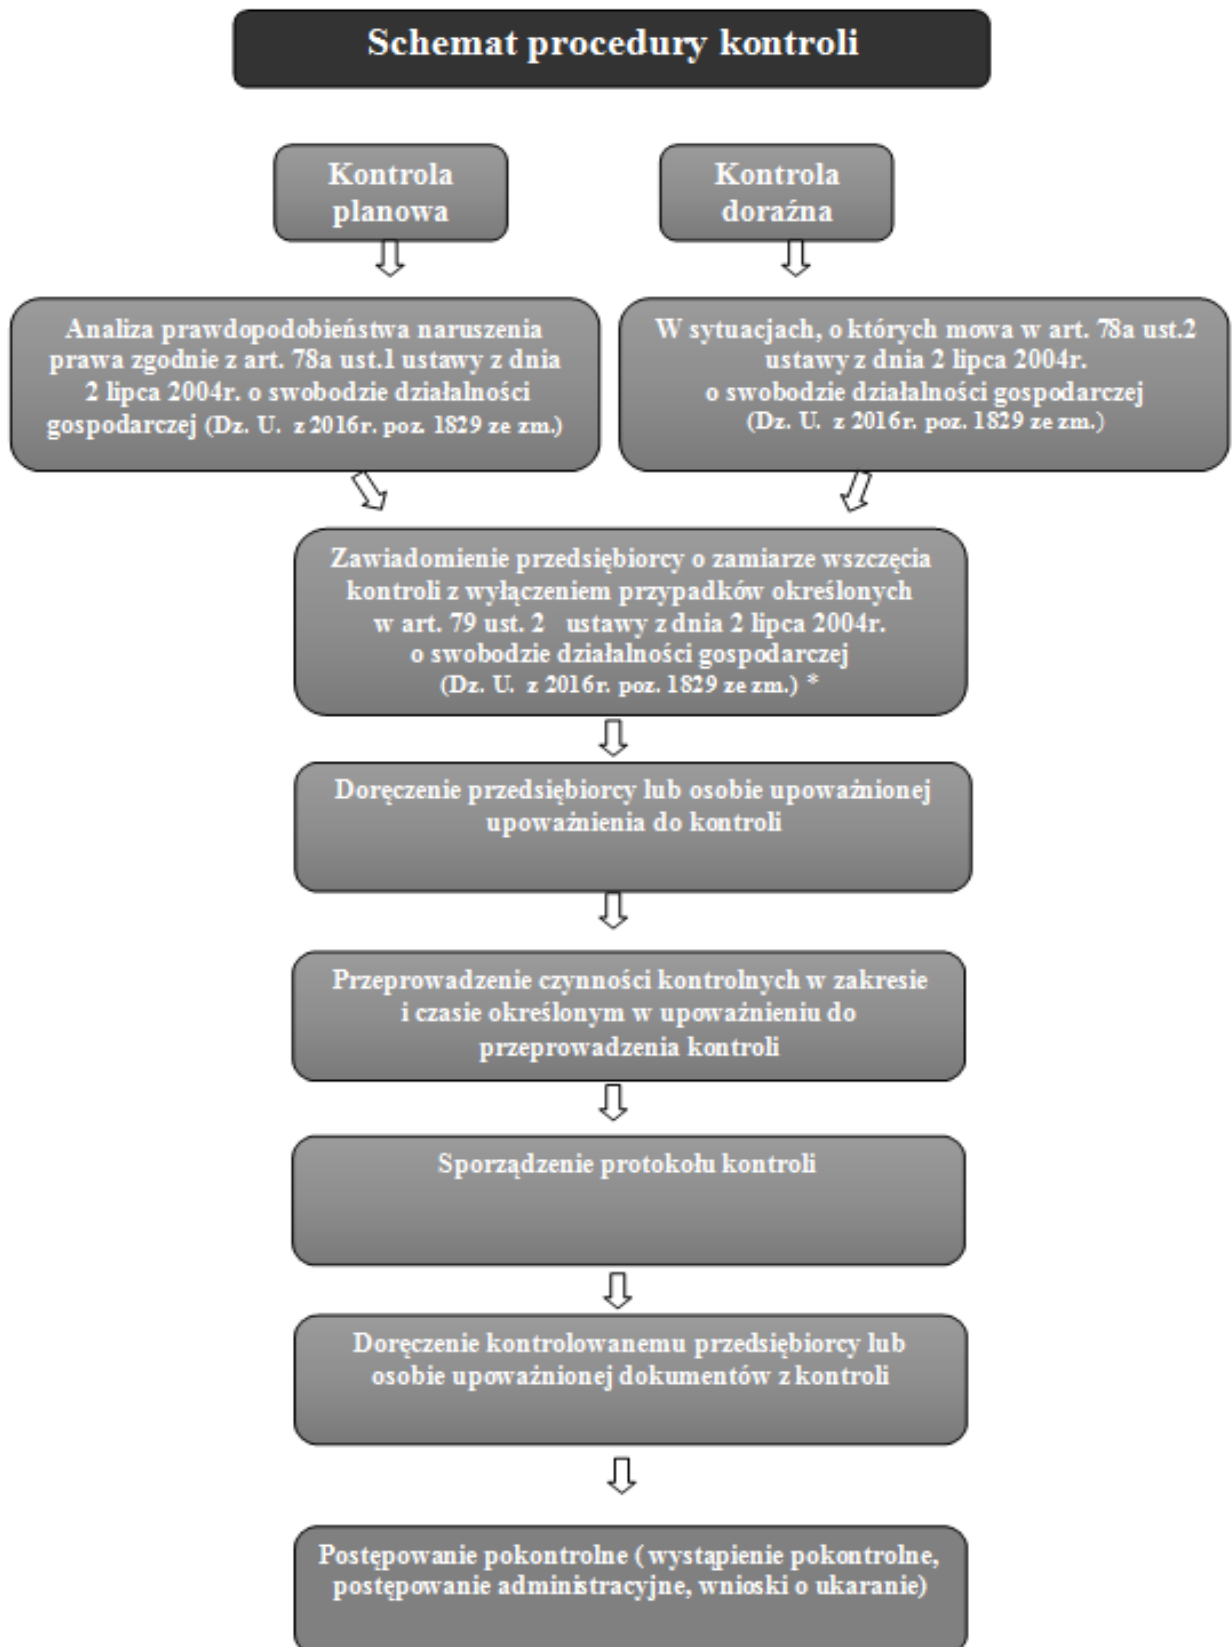 Schemat procedury kontroli
Kontrola
planowa
Kontrola
doraźna
Analiza prawdopodobieństwa naruszenia
prawa zgodnie z art. 78a ust.1 ustawy z dnia
2 lipca 2004r. o swobodzie działalności
gospodarczej (Dz. U. z 2016r. poz. 1829 ze zm.)
W sytuacjach, o których mowa w art. 78a ust.2
ustawy z dnia 2 lipca 2004r.
o swobodzie działalności gospodarczej
(Dz. U. z 2016r. poz. 1829 ze zm.)
Zawiadomienie przedsiębiorcy o zamiarze wszczęcia
kontroli z wyłączeniem przypadków określonych
w art. 79 ust. 2 ustawy z dnia 2 lipca 2004r.
o swobodzie działalności gospodarczej
(Dz. U. z 2016r. poz. 1829 ze zm.) *
Doręczenie przedsiębiorcy lub osobie upoważnionej
upoważnienia do kontroli
Przeprowadzenie czynności kontrolnych w zakresie
i czasie określonym w upoważnieniu do
przeprowadzenia kontroli
Sporządzenie protokołu kontroli
Doręczenie kontrolowanemu przedsiębiorcy lub
osobie upoważnionej dokumentów z kontroli
Postępowanie pokontrolne ( wystąpienie pokontrolne,
postępowanie administracyjne, wnioski o ukaranie)